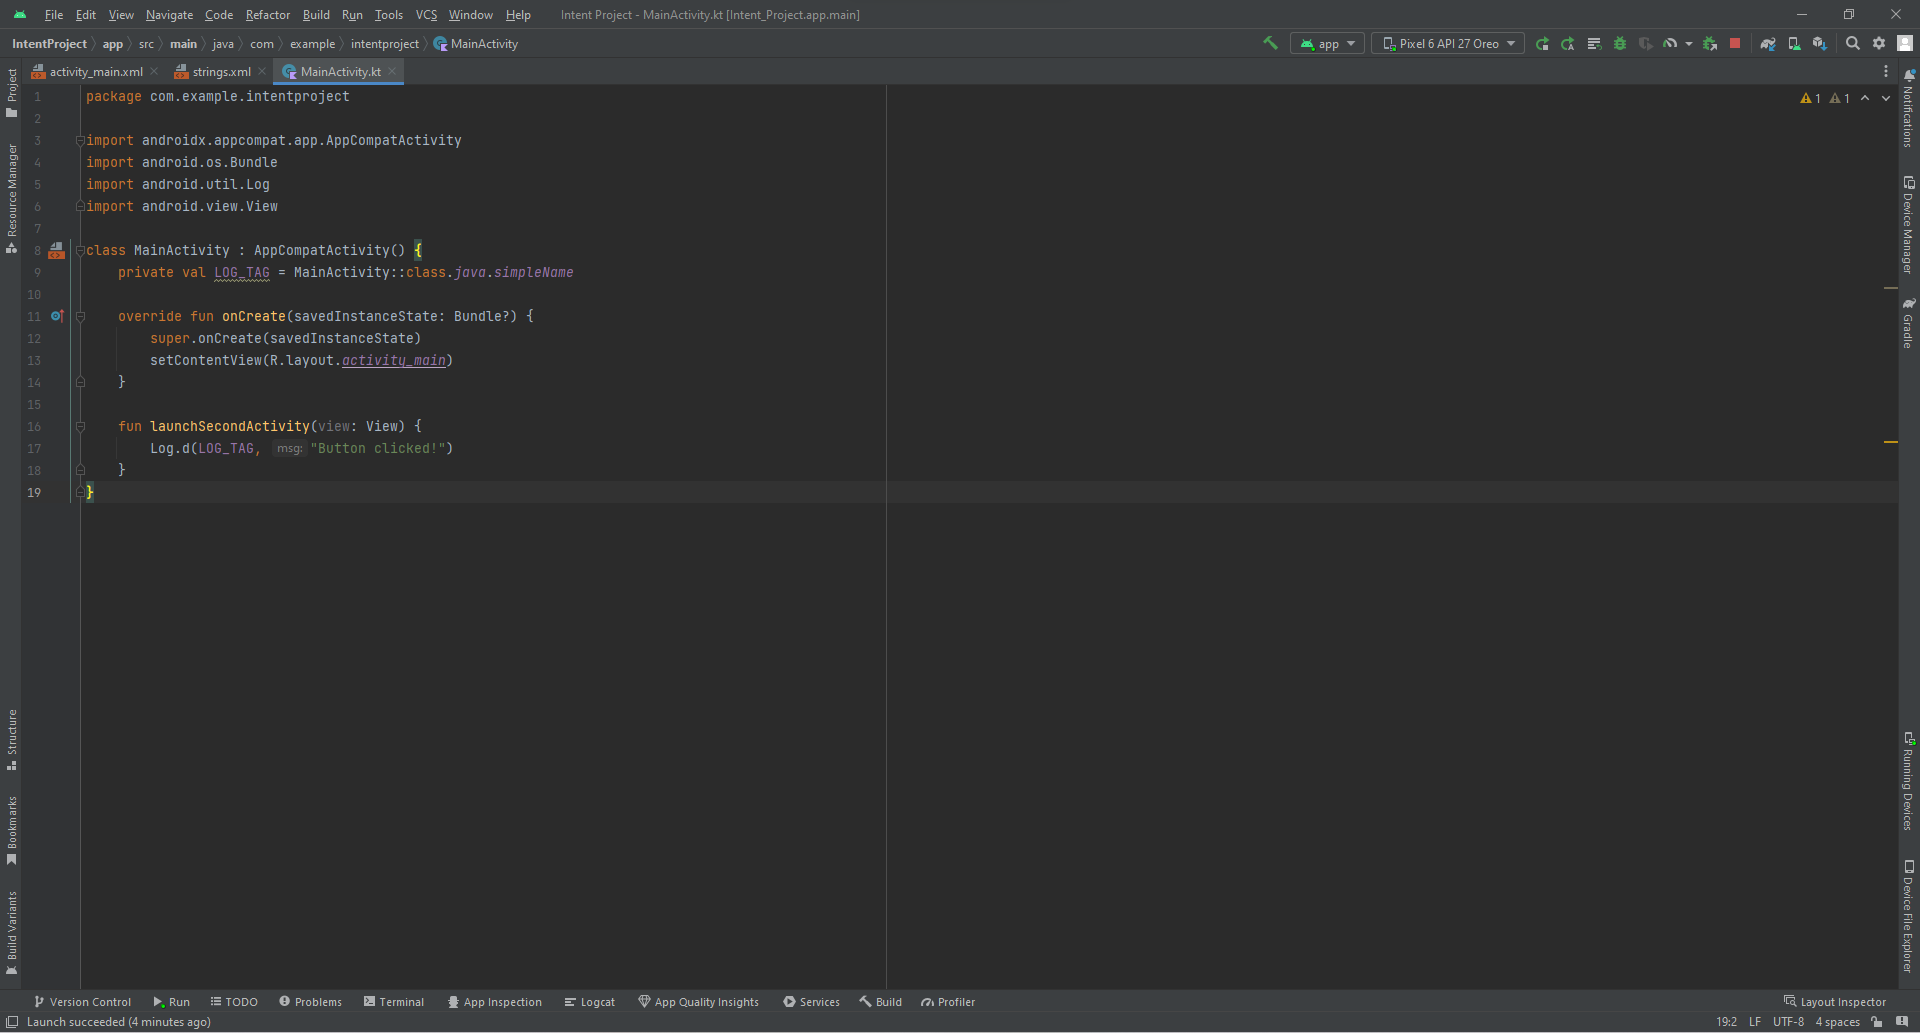 File Edit View Navigate Code Refactor Build Run Tools VCS Window Help Intent Project - MainActivity.kt [Intent_Project.app.main]
IntentProject app src main java com example intentproject MainActivity app Pixel 6 API 27 Oreo
activity_main.xml strings.xml MainActivity.kt
1 package com.example.intentproject 1 1
2
3 import androidx.appcompat.app.AppCompatActivity
4 import android.os.Bundle
5 import android.util.Log
6 import android.view.View
7
8 class MainActivity : AppCompatActivity() {
9 private val LOG_TAG = MainActivity::class.java.simpleName
10
11 override fun onCreate(savedInstanceState: Bundle?) {
12 super.onCreate(savedInstanceState)
13 setContentView(R.layout.activity_main)
14 }
15
16 fun launchSecondActivity(view: View) {
17 Log.d(LOG_TAG, msg: "Button clicked!")
18 }
19 }
Project
Resource Manager
Structure
Bookmarks
Build Variants
Notifications
Device Manager
Gradle
Running Devices
Device File Explorer
Version Control Run TODO Problems Terminal App Inspection Logcat App Quality Insights Services Build Profiler Layout Inspector
Launch succeeded (4 minutes ago) 19:2 LF UTF-8 4 spaces